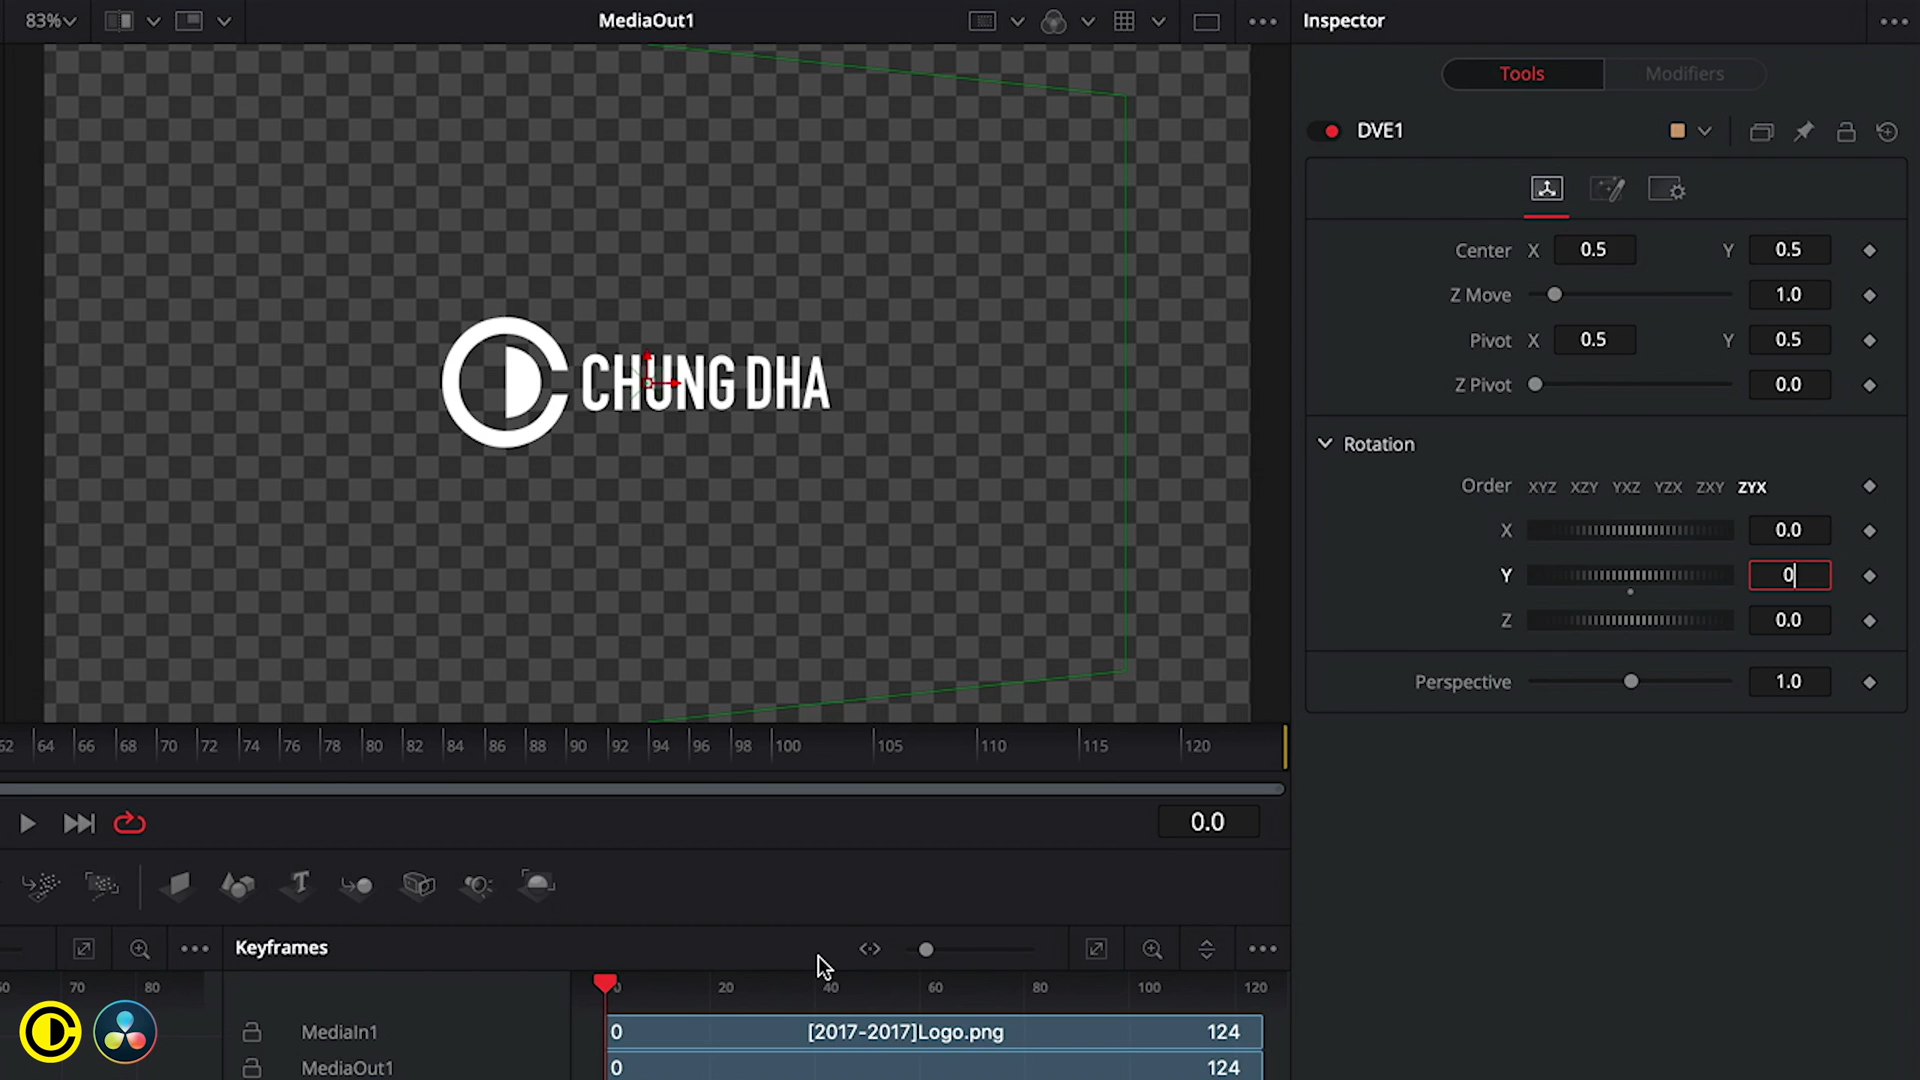 83%
MediaOut1
Inspector
Tools
Modifiers
DVE1
Center X 0.5 Y 0.5
Z Move 1.0
Pivot X 0.5 Y 0.5
Z Pivot 0.0
Rotation
Order XYZ XZY YXZ YZX ZXY ZYX
X 0.0
Y 0
Z 0.0
Perspective 1.0
CHUNG DHA
62 64 66 68 70 72 74 76 78 80 82 84 86 88 90 92 94 96 98 100 105 110 115 120
0.0
Keyframes
70 80
0 20 40 60 80 100 120
MediaIn1 0 [2017-2017]Logo.png 124
MediaOut1 0 124